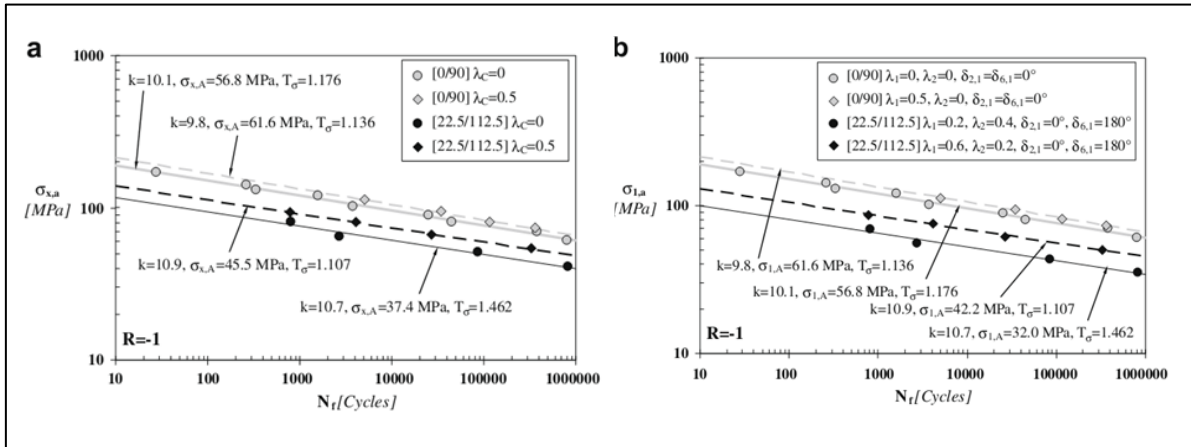 a
1000
100
10
σx,a
[MPa]
k=10.1, σx,A=56.8 MPa, Tσ=1.176
k=9.8, σx,A=61.6 MPa, Tσ=1.136
[0/90] λC=0
[0/90] λC=0.5
[22.5/112.5] λC=0
[22.5/112.5] λC=0.5
k=10.9, σx,A=45.5 MPa, Tσ=1.107
k=10.7, σx,A=37.4 MPa, Tσ=1.462
R=-1
10 100 1000 10000 100000 1000000
Nf [Cycles]
b
1000
100
10
σ1,a
[MPa]
[0/90] λ1=0, λ2=0, δ2,1=δ6,1=0°
[0/90] λ1=0.5, λ2=0, δ2,1=δ6,1=0°
[22.5/112.5] λ1=0.2, λ2=0.4, δ2,1=0°, δ6,1=180°
[22.5/112.5] λ1=0.6, λ2=0.2, δ2,1=0°, δ6,1=180°
k=9.8, σ1,A=61.6 MPa, Tσ=1.136
k=10.1, σ1,A=56.8 MPa, Tσ=1.176
k=10.9, σ1,A=42.2 MPa, Tσ=1.107
k=10.7, σ1,A=32.0 MPa, Tσ=1.462
R=-1
10 100 1000 10000 100000 1000000
Nf [Cycles]